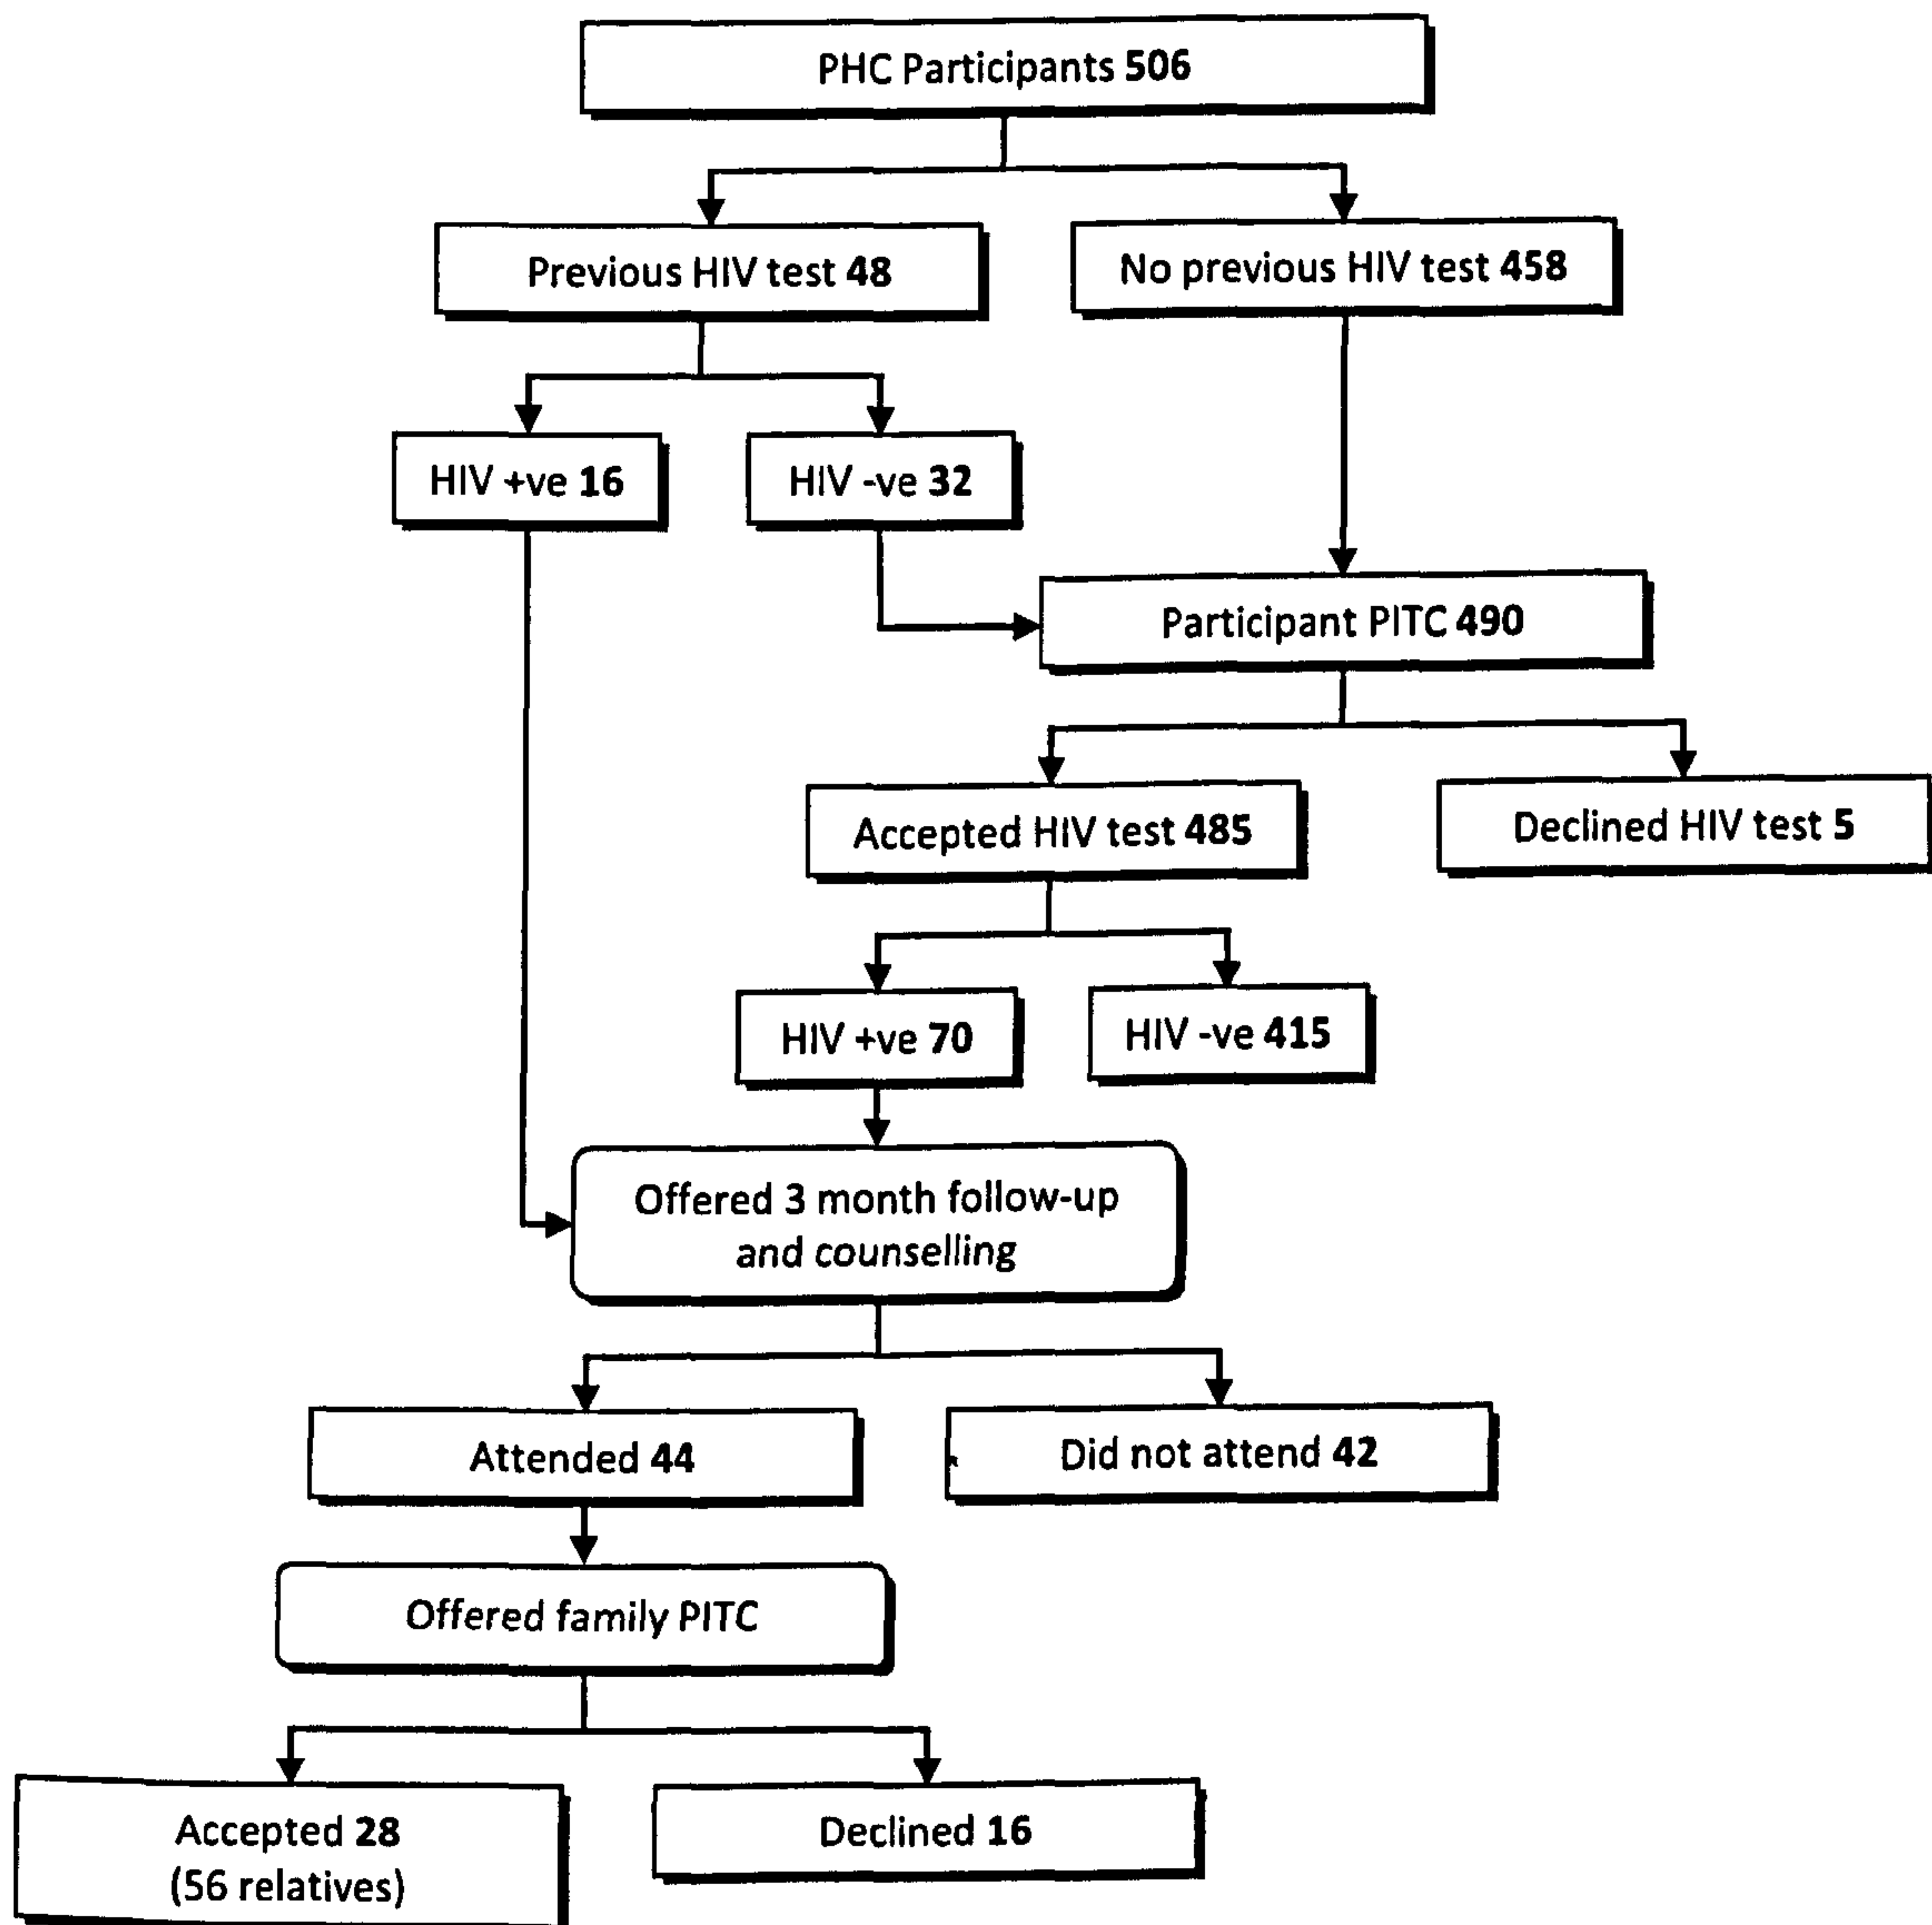 PHC Participants 506
Previous HIV test 48
No previous HIV test 458
HIV +ve 16
HIV -ve 32
Participant PITC 490
Accepted HIV test 485
Declined HIV test 5
HIV +ve 70
HIV -ve 415
Offered 3 month follow-up
and counselling
Attended 44
Did not attend 42
Offered family PITC
Accepted 28
(56 relatives)
Declined 16